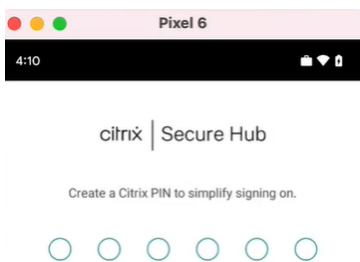 Pixel 6
4:10
citrix | Secure Hub
Create a Citrix PIN to simplify signing on.